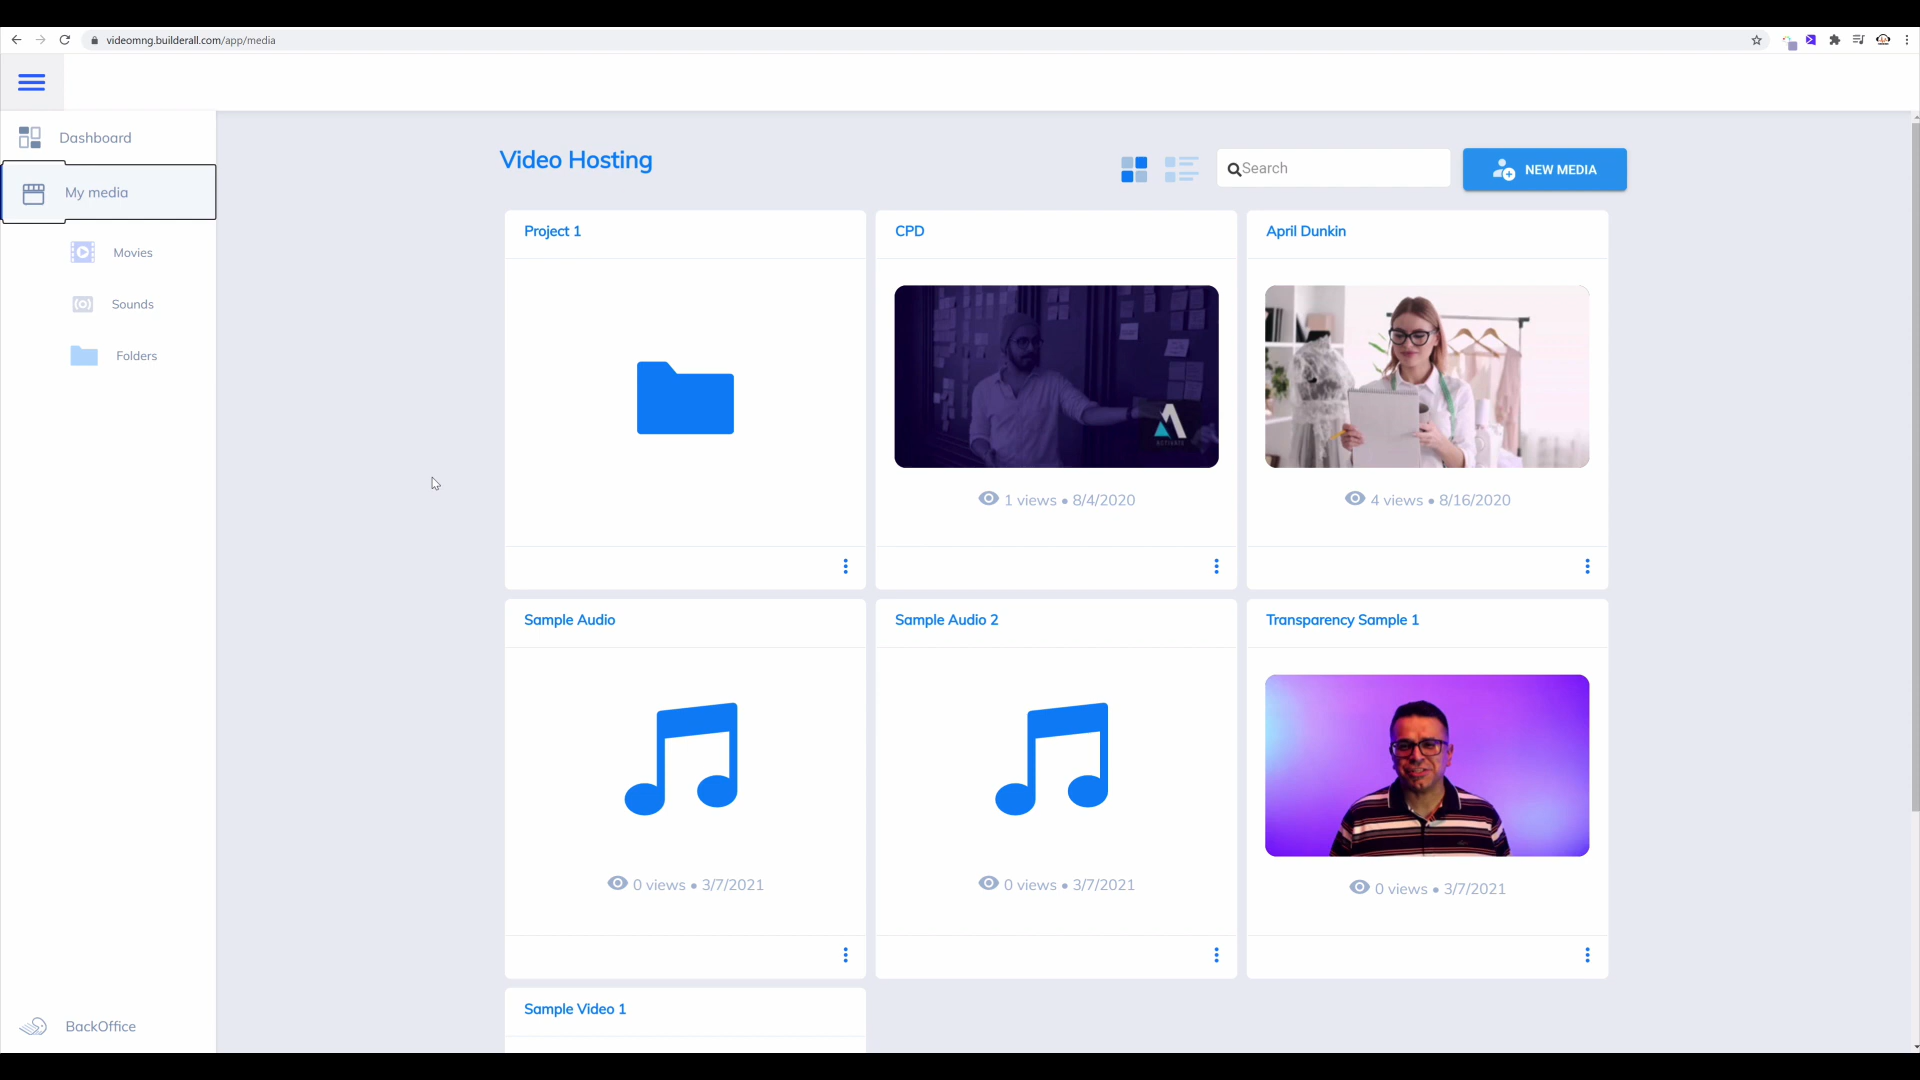 videomng.builderall.com/app/media
Dashboard
My media
Movies
Sounds
Folders
BackOffice
Video Hosting
Search
NEW MEDIA
Project 1
CPD
April Dunkin
1 views • 8/4/2020
4 views • 8/16/2020
Sample Audio
Sample Audio 2
Transparency Sample 1
0 views • 3/7/2021
0 views • 3/7/2021
0 views • 3/7/2021
Sample Video 1